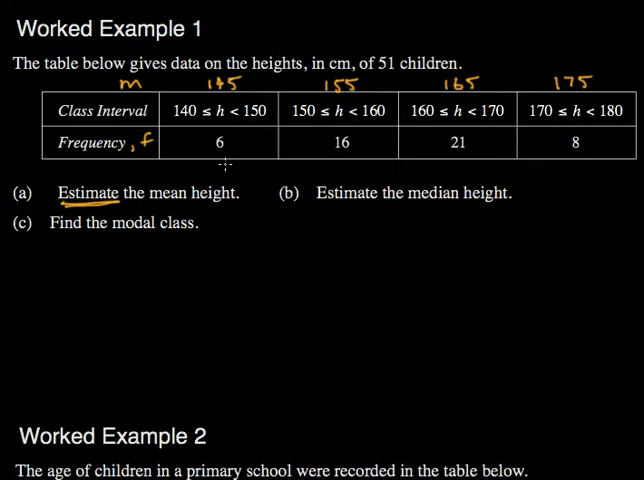 Worked Example 1
The table below gives data on the heights, in cm, of 51 children.
m 145 155 165 175
Class Interval 140 ≤ h < 150 150 ≤ h < 160 160 ≤ h < 170 170 ≤ h < 180
Frequency, f 6 16 21 8
(a) Estimate the mean height. (b) Estimate the median height.
(c) Find the modal class.
Worked Example 2
The age of children in a primary school were recorded in the table below.